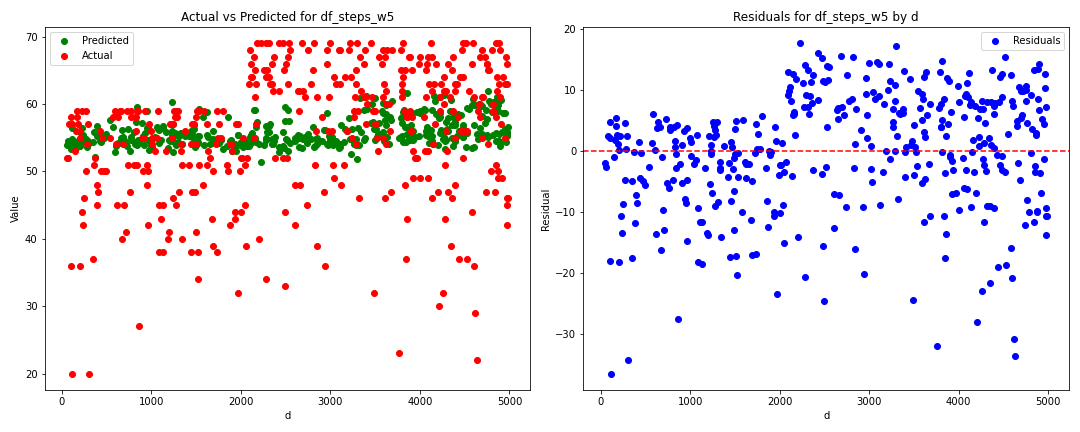 Actual vs Predicted for df_steps_w5
Predicted
Actual
Value
70
60
50
40
30
20
0
1000
2000
3000
4000
5000
d
Residuals for df_steps_w5 by d
Residuals
Residual
20
10
0
−10
−20
−30
0
1000
2000
3000
4000
5000
d